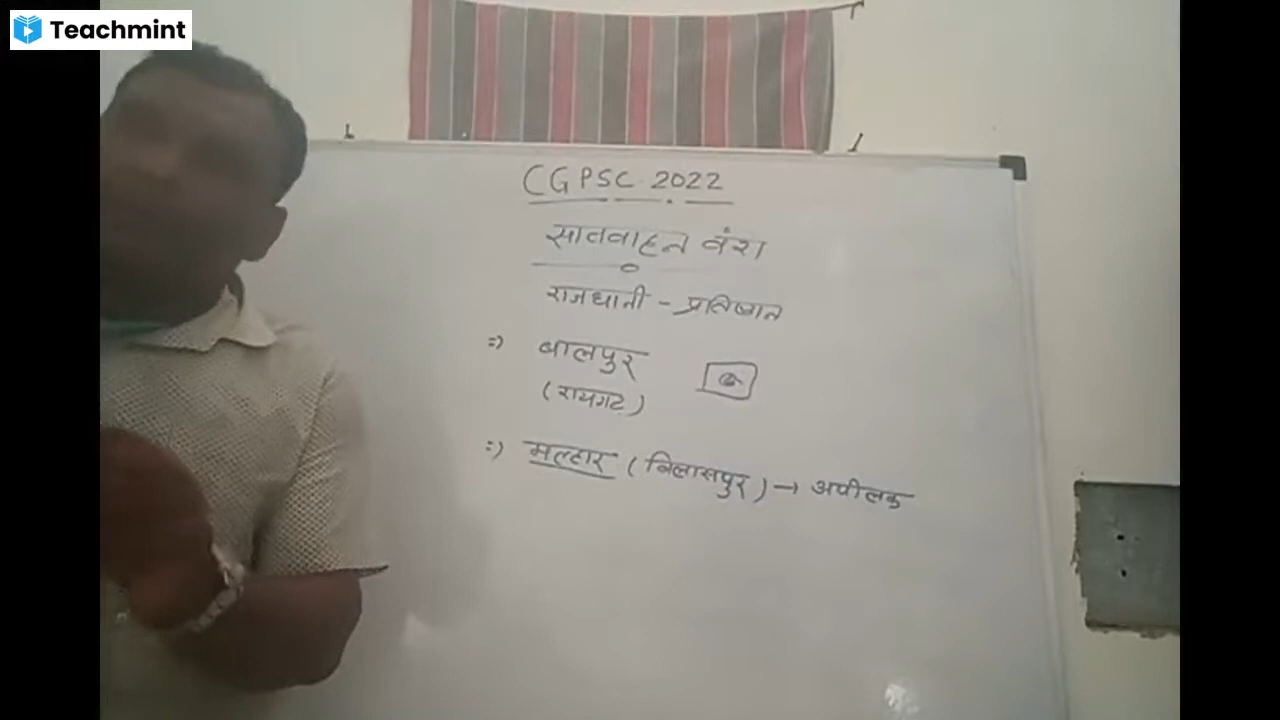 Teachmint
CGPSC-2022
सातवाहन वंश
राजधानी - प्रतिष्ठान
=) बालपुर
(रायगढ़)
=) मल्हार (बिलासपुर) → अपीलक